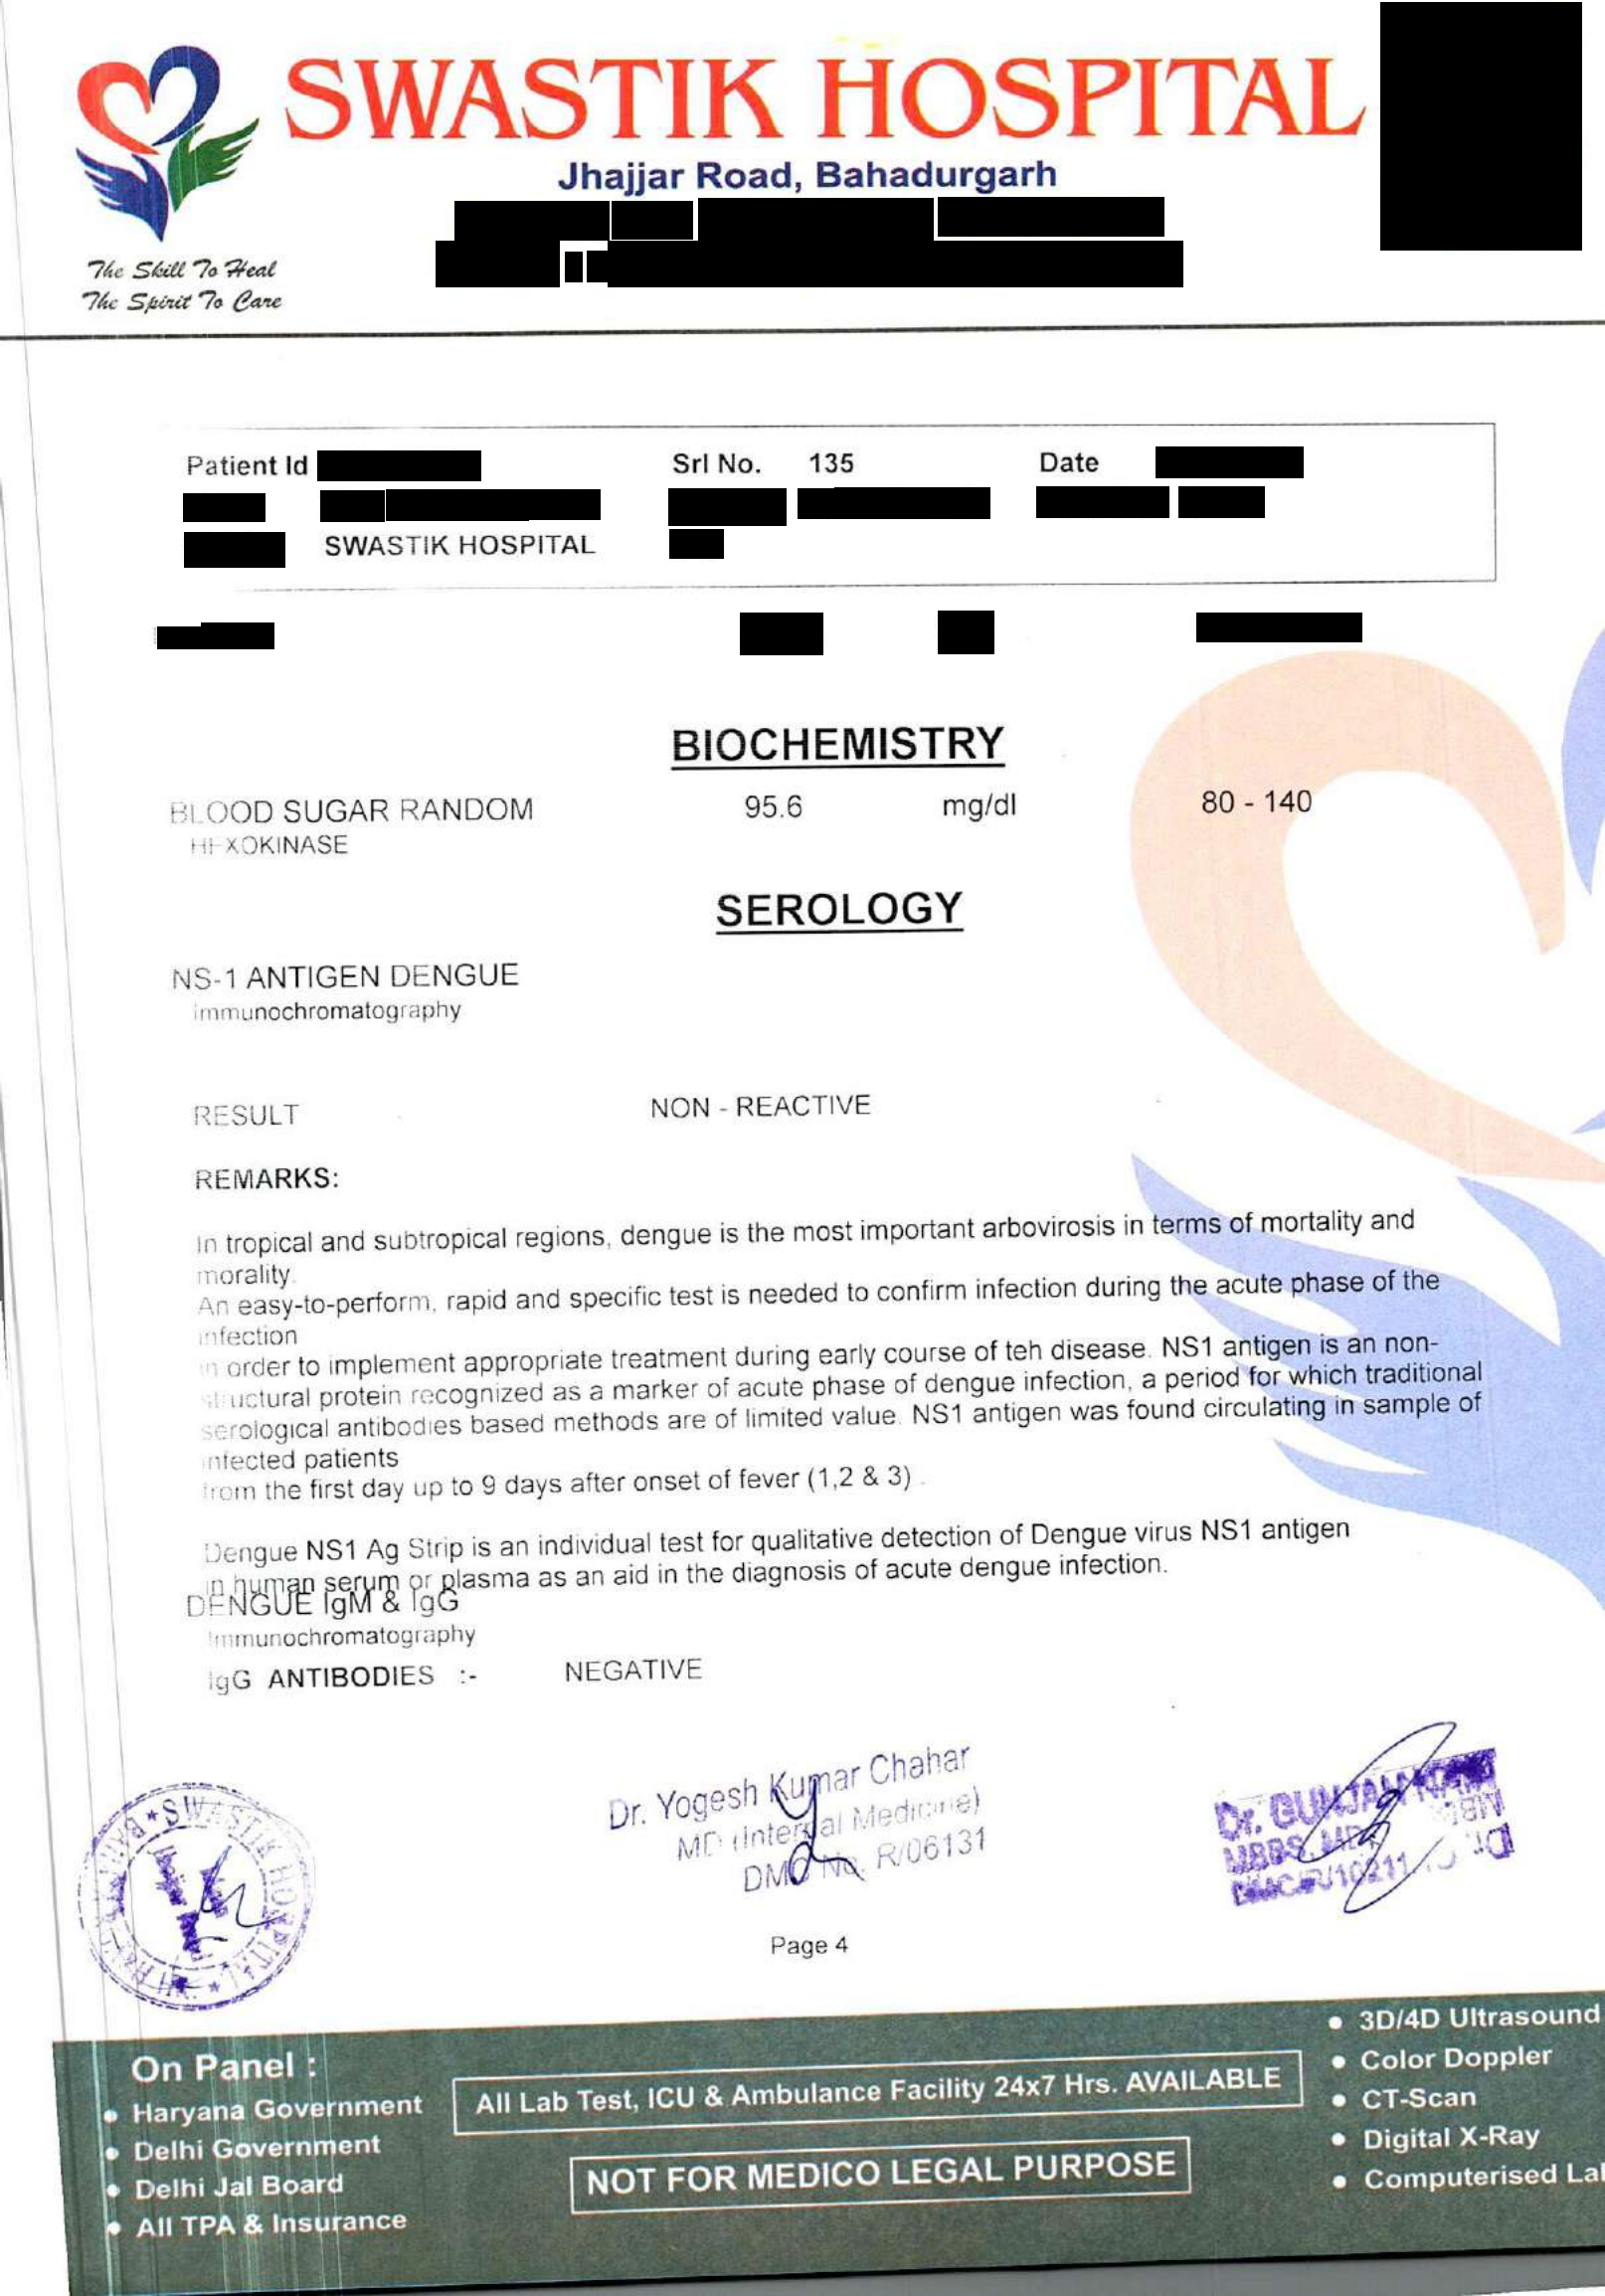 SWASTIK HOSPITAL
Jhajjar Road, Bahadurgarh
The Skill To Heal
The Spirit To Care
Patient Id Srl No. 135 Date
SWASTIK HOSPITAL
BIOCHEMISTRY
BLOOD SUGAR RANDOM 95.6 mg/dl 80 - 140
HEXOKINASE
SEROLOGY
NS-1 ANTIGEN DENGUE
immunochromatography
RESULT NON - REACTIVE
REMARKS:
In tropical and subtropical regions, dengue is the most important arbovirosis in terms of mortality and
morality.
An easy-to-perform, rapid and specific test is needed to confirm infection during the acute phase of the
infection
in order to implement appropriate treatment during early course of teh disease. NS1 antigen is an non-
structural protein recognized as a marker of acute phase of dengue infection, a period for which traditional
serological antibodies based methods are of limited value. NS1 antigen was found circulating in sample of
infected patients
from the first day up to 9 days after onset of fever (1,2 & 3) .
Dengue NS1 Ag Strip is an individual test for qualitative detection of Dengue virus NS1 antigen
in human serum or plasma as an aid in the diagnosis of acute dengue infection.
DENGUE IgM & IgG
Immunochromatography
IgG ANTIBODIES :- NEGATIVE
Dr. Yogesh Kumar Chahar
MD (Internal Medicine)
DMC No. R/06131
SWASTIK HOSPITAL
Dr. GUNJAN
MBBS, MD
DMC/R/10211
Page 4
On Panel :
• Haryana Government
• Delhi Government
• Delhi Jal Board
• All TPA & Insurance
All Lab Test, ICU & Ambulance Facility 24x7 Hrs. AVAILABLE
NOT FOR MEDICO LEGAL PURPOSE
• 3D/4D Ultrasound
• Color Doppler
• CT-Scan
• Digital X-Ray
• Computerised La